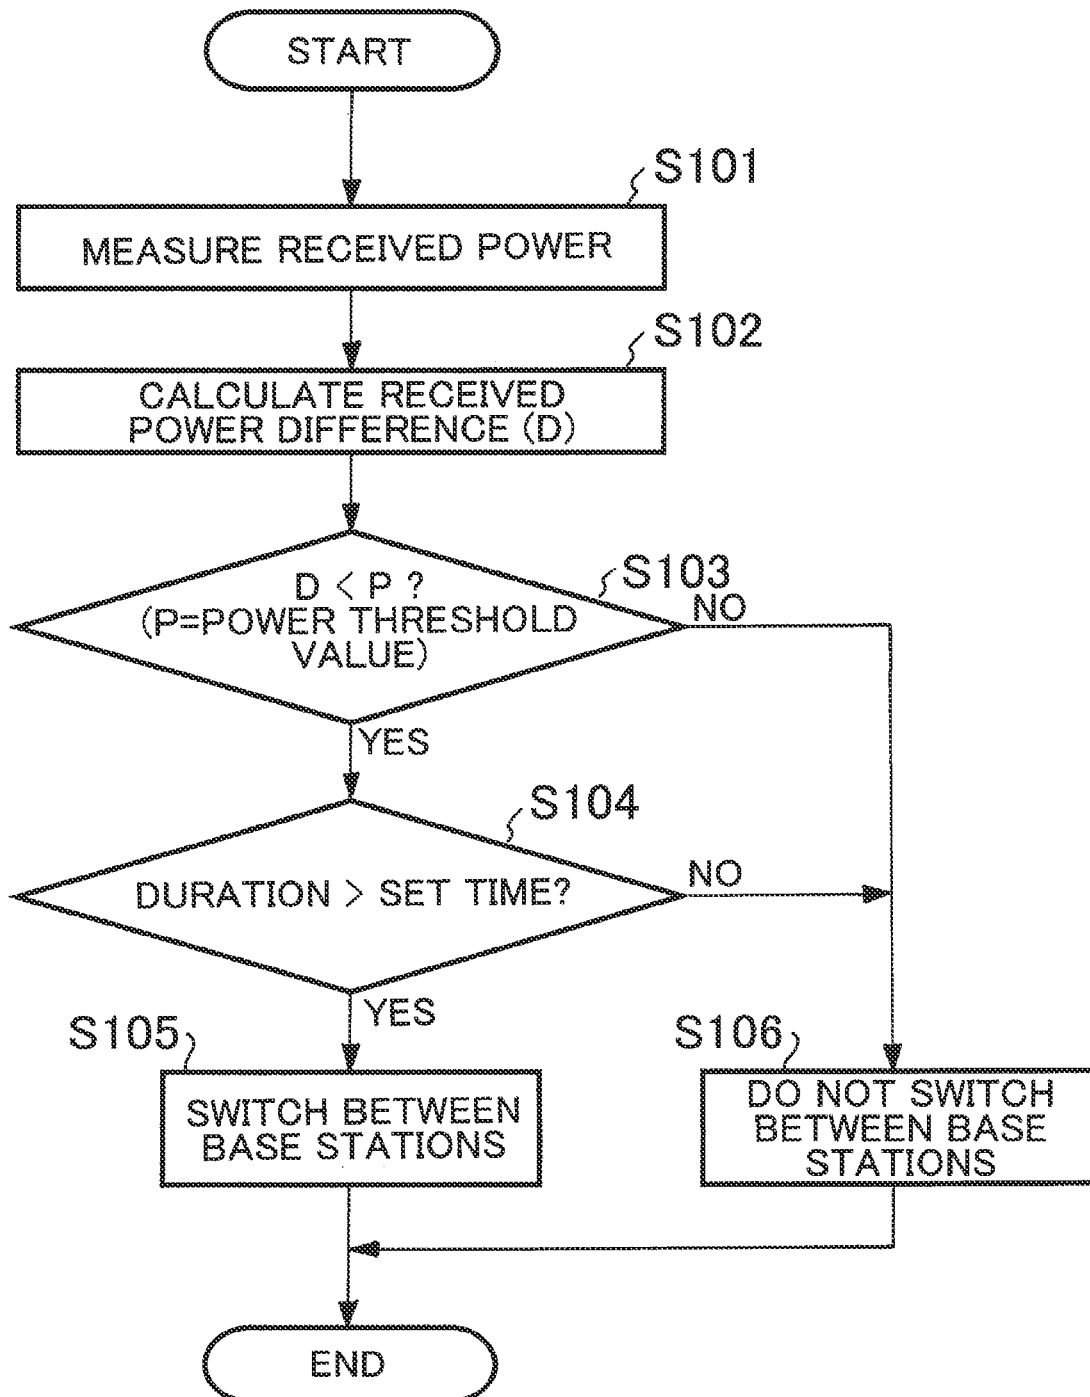 START
S101
MEASURE RECEIVED POWER
S102
CALCULATE RECEIVED
POWER DIFFERENCE (D)
S103
D < P ?
(P=POWER THRESHOLD
VALUE)
NO
YES
S104
DURATION > SET TIME?
NO
YES
S105
SWITCH BETWEEN
BASE STATIONS
S106
DO NOT SWITCH
BETWEEN BASE
STATIONS
END